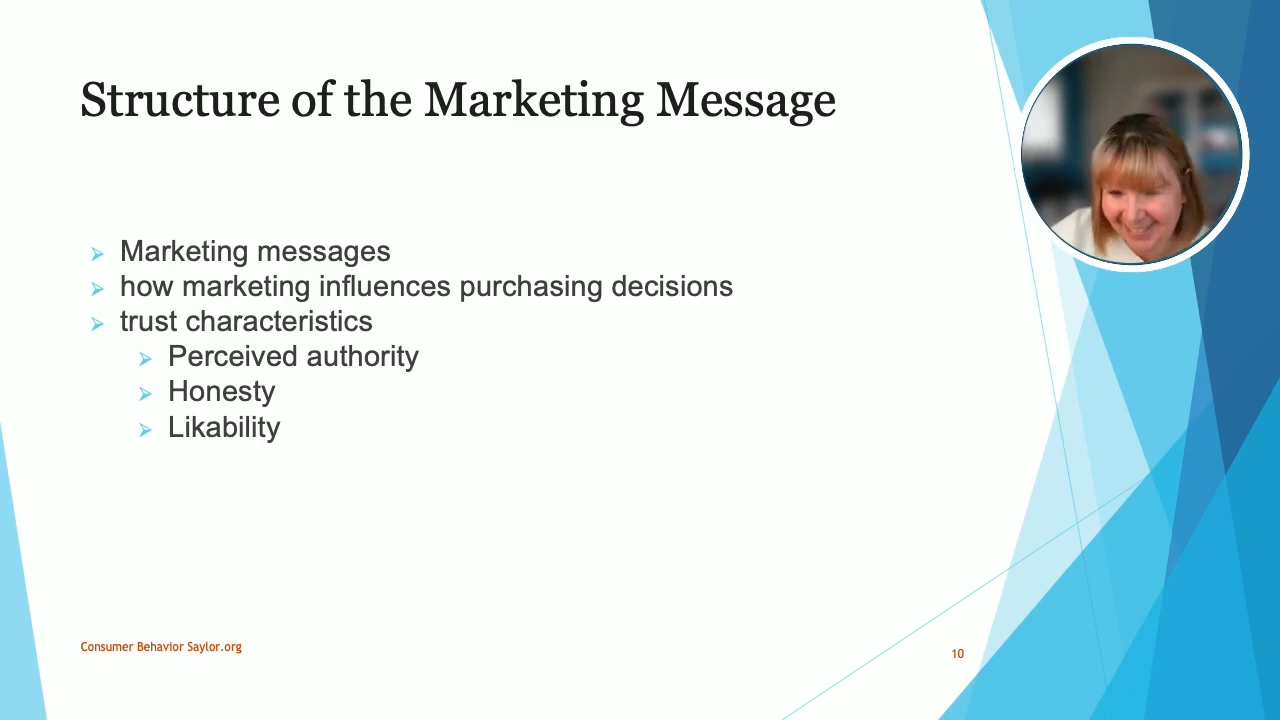 Structure of the Marketing Message
Marketing messages
how marketing influences purchasing decisions
trust characteristics
Perceived authority
Honesty
Likability
Consumer Behavior Saylor.org
10